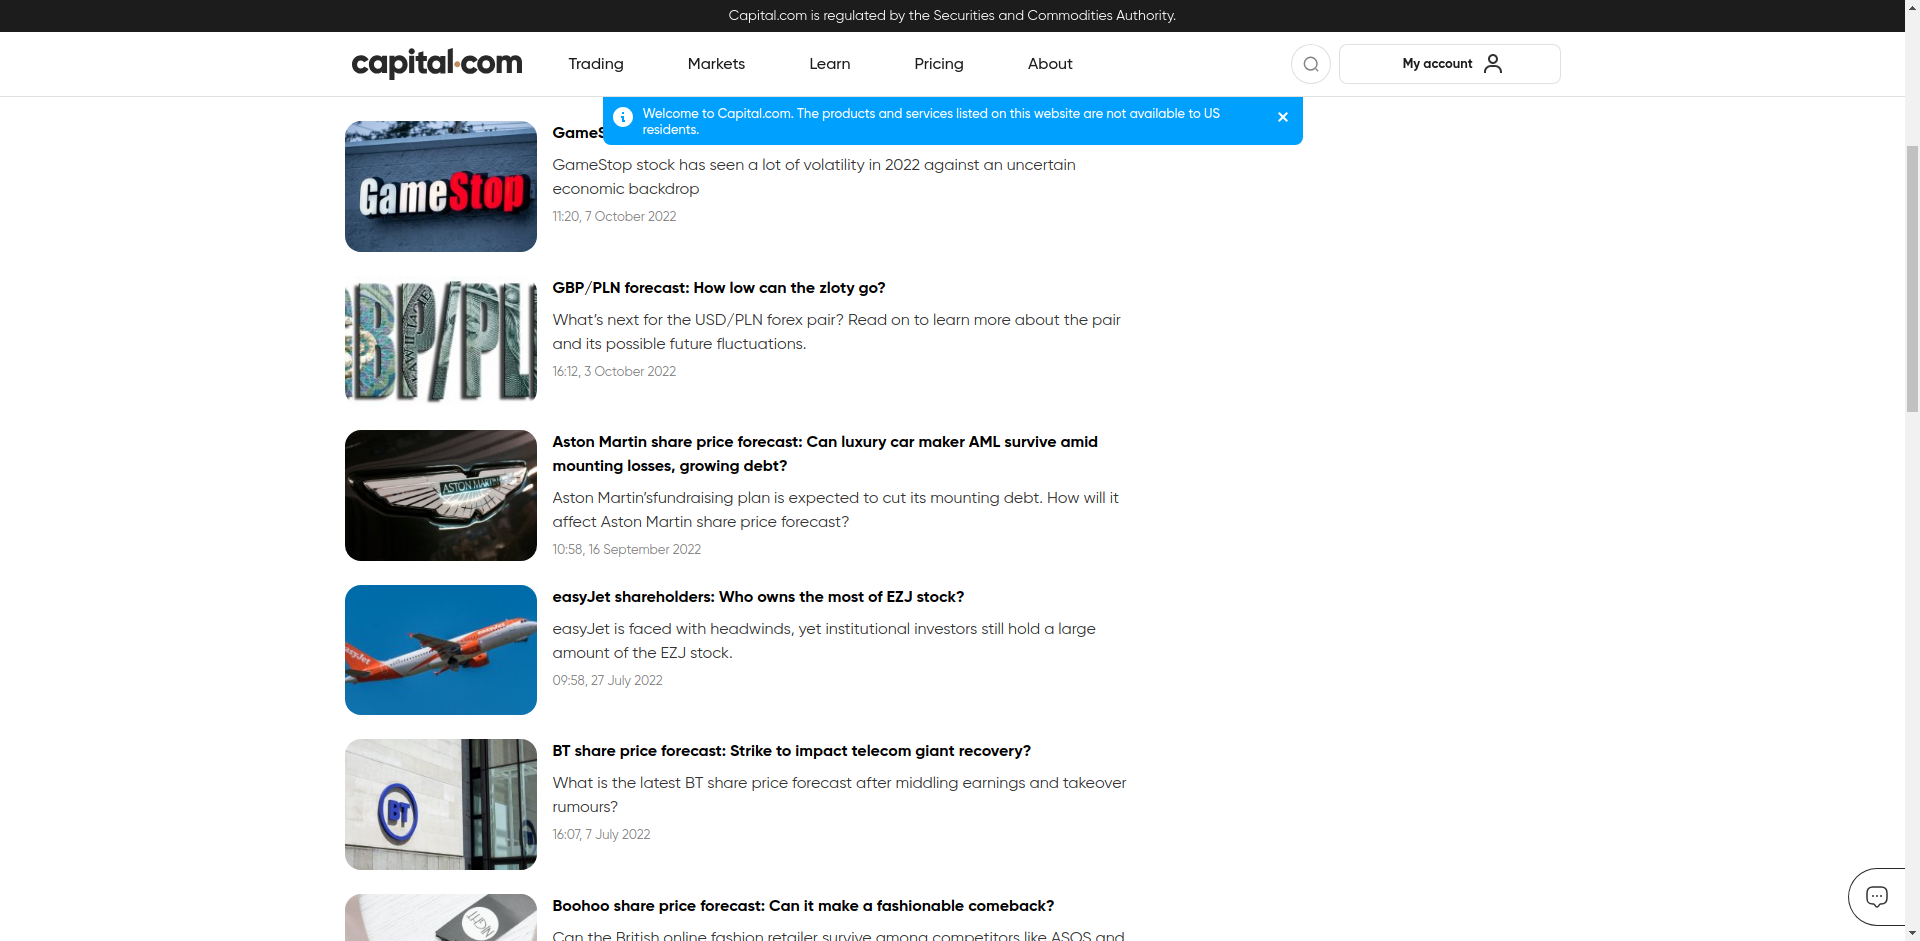 Capital.com is regulated by the Securities and Commodities Authority.
capital.com
Trading
Markets
Learn
Pricing
About
My account
Welcome to Capital.com. The products and services listed on this website are not available to US
residents.
GameStop
GameStop stock has seen a lot of volatility in 2022 against an uncertain
economic backdrop
11:20, 7 October 2022
BP/PL
GBP/PLN forecast: How low can the zloty go?
What's next for the USD/PLN forex pair? Read on to learn more about the pair
and its possible future fluctuations.
16:12, 3 October 2022
ASTON MARTIN
Aston Martin share price forecast: Can luxury car maker AML survive amid
mounting losses, growing debt?
Aston Martin'sfundraising plan is expected to cut its mounting debt. How will it
affect Aston Martin share price forecast?
10:58, 16 September 2022
easyJet
easyJet shareholders: Who owns the most of EZJ stock?
easyJet is faced with headwinds, yet institutional investors still hold a large
amount of the EZJ stock.
09:58, 27 July 2022
BT
BT share price forecast: Strike to impact telecom giant recovery?
What is the latest BT share price forecast after middling earnings and takeover
rumours?
16:07, 7 July 2022
Boohoo share price forecast: Can it make a fashionable comeback?
Can the British online fashion retailer survive among competitors like ASOS and